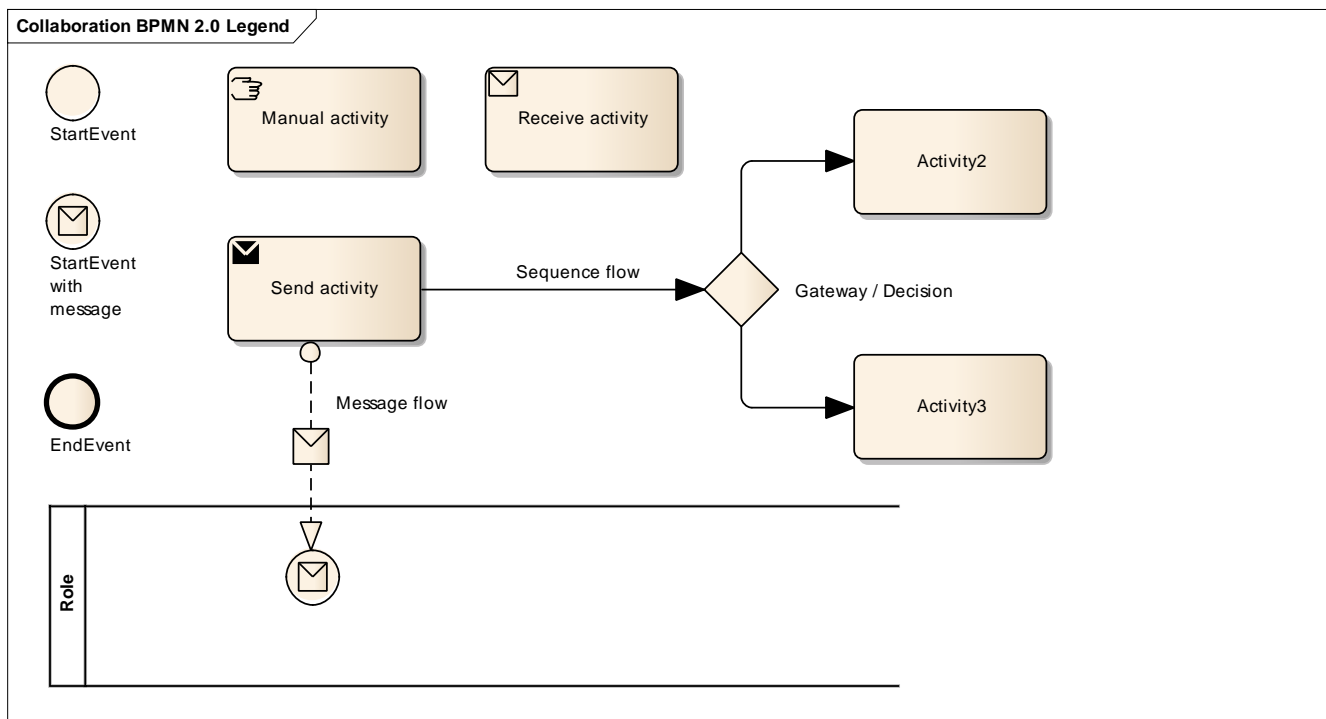 Collaboration BPMN 2.0 Legend
StartEvent
Manual activity
Receive activity
Activity2
StartEvent
with
message
Send activity
Sequence flow
Gateway / Decision
Message flow
Activity3
EndEvent
Role